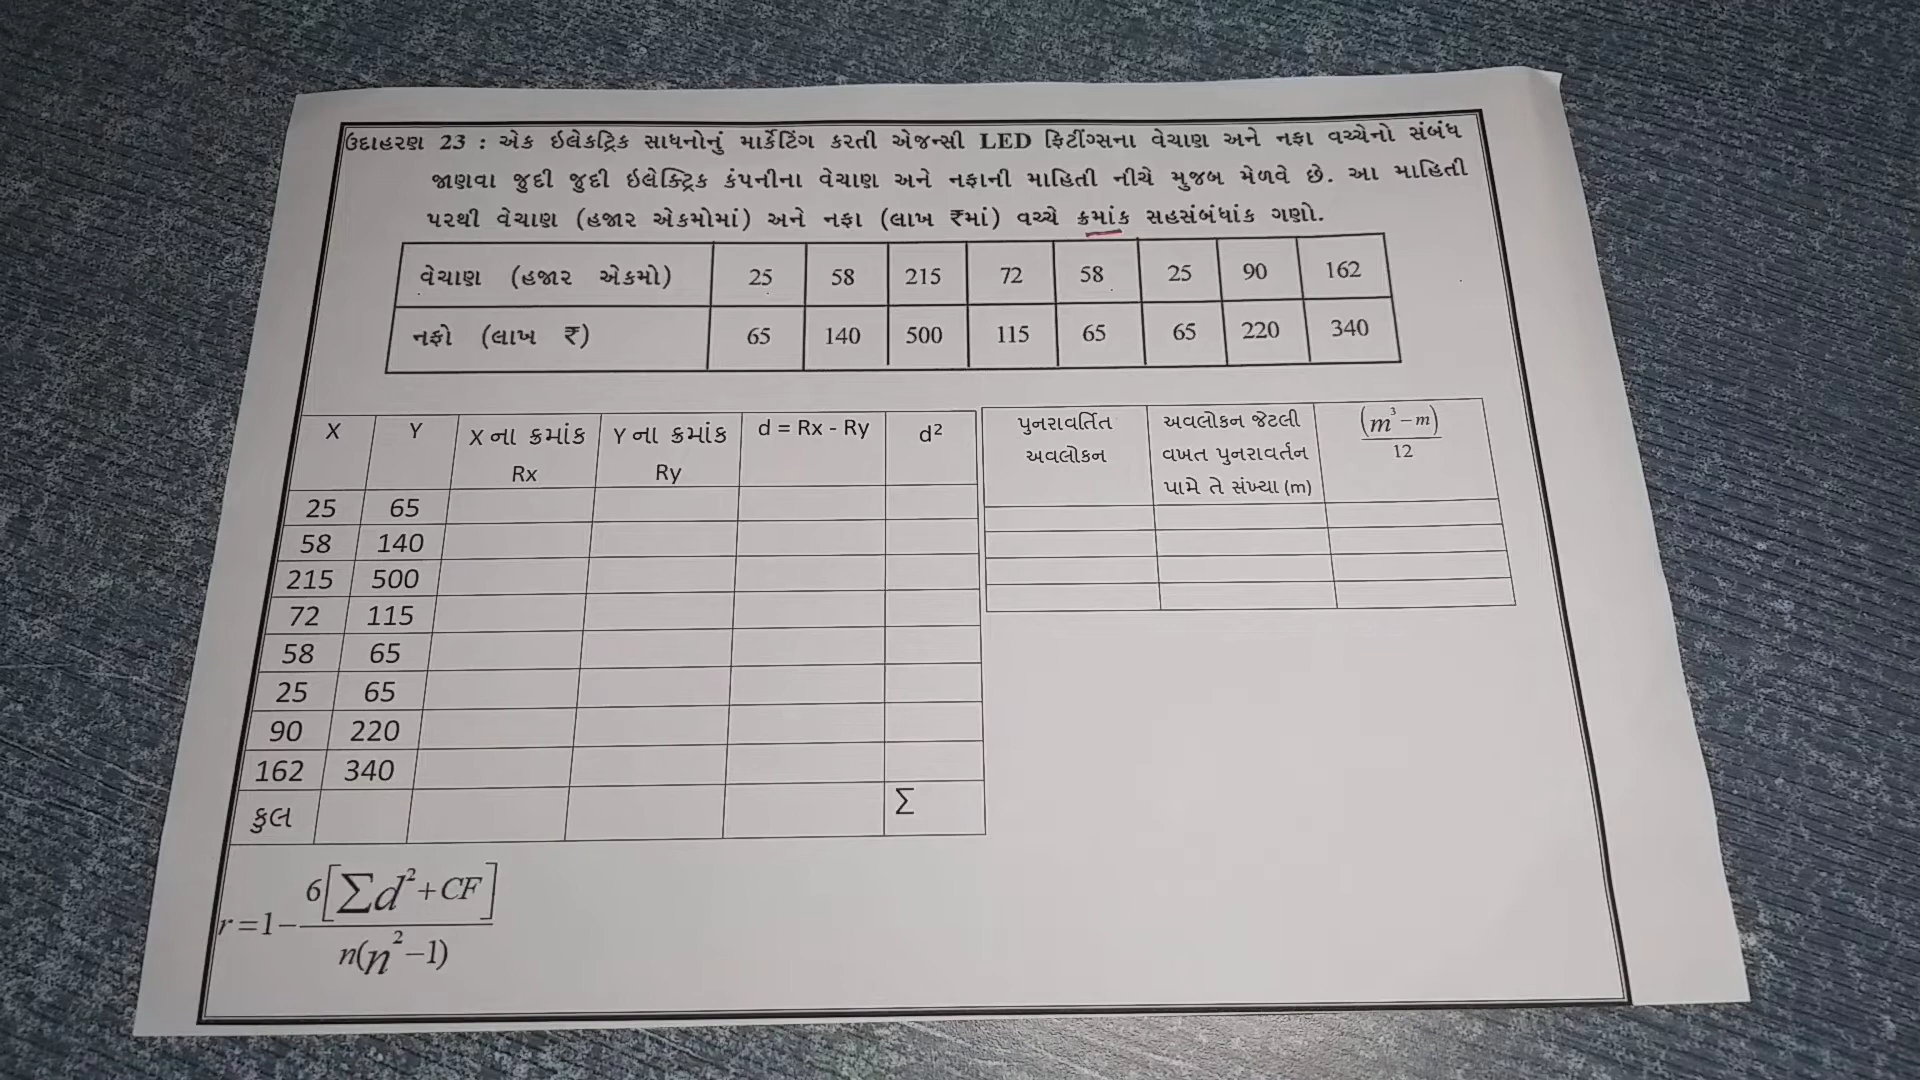 ઉદાહરણ 23 : એક ઇલેકટ્રિક સાધનોનું માર્કેટિંગ કરતી એજન્સી LED ફિટીંગ્સના વેચાણ અને નફા વચ્ચેનો સંબંધ
જાણવા જુદી જુદી ઇલેક્ટ્રિક કંપનીના વેચાણ અને નફાની માહિતી નીચે મુજબ મેળવે છે. આ માહિતી
પરથી વેચાણ (હજાર એકમોમાં) અને નફા (લાખ ₹માં) વચ્ચે ક્રમાંક સહસંબંધાંક ગણો.
વેચાણ (હજાર એકમો) 25 58 215 72 58 25 90 162
નફો (લાખ ₹) 65 140 500 115 65 65 220 340
X Y X ના ક્રમાંક Y ના ક્રમાંક d = Rx - Ry d²
Rx Ry
25 65
58 140
215 500
72 115
58 65
25 65
90 220
162 340
કુલ Σ
પુનરાવર્તિત અવલોકન જેટલી (m³ – m)
અવલોકન વખત પુનરાવર્તન 12
પામે તે સંખ્યા (m)
r = 1 – 6[Σd² + CF]
n(n² – 1)